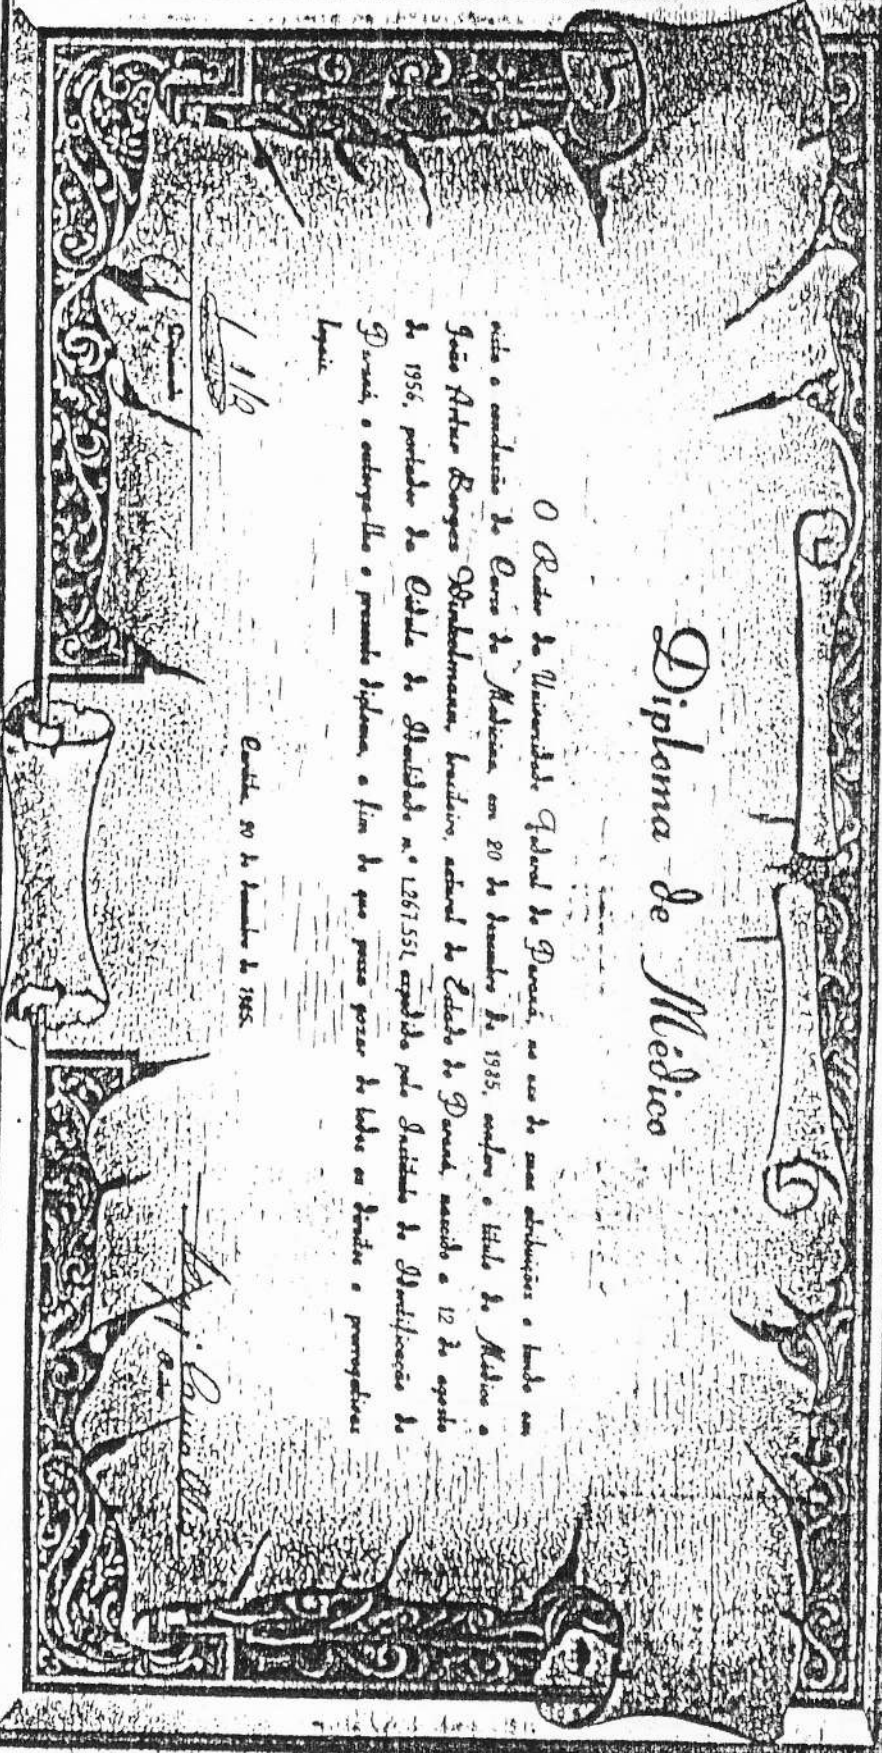 Diploma de Médico
O Reitor da Universidade Federal do Paraná, no uso de suas atribuições e tendo em
vista a conclusão do Curso de Medicina, em 20 de dezembro de 1985, confere o título de Médico a
João Artur Borges Winkelmann, brasileiro, natural do Estado do Paraná, nascido a 12 de agosto
de 1956, portador da Cédula de Identidade n.º 1.267.551, expedida pelo Instituto de Identificação do
Paraná, e outorga-lhe o presente diploma, a fim de que possa gozar de todos os direitos e prerrogativas
legais.
Curitiba, 20 de dezembro de 1985.
Reitor